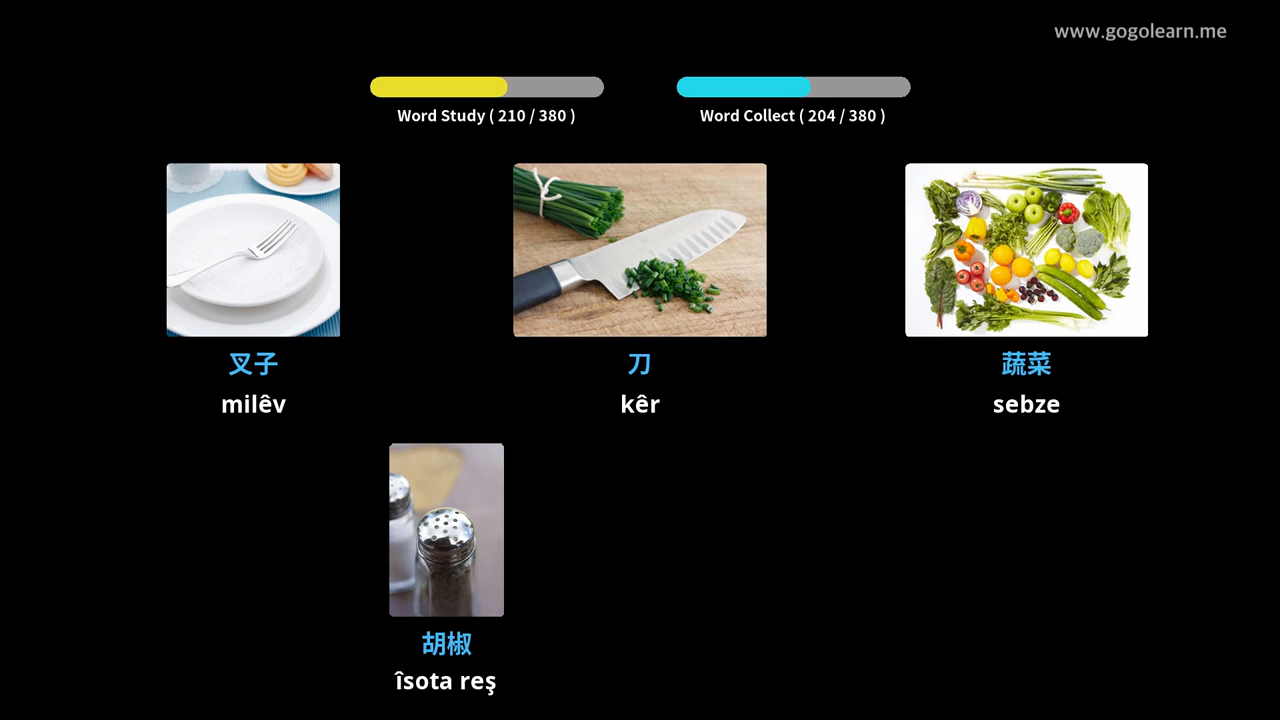 www.gogolearn.me
Word Study ( 210 / 380 )
Word Collect ( 204 / 380 )
叉子
milêv
刀
kêr
蔬菜
sebze
胡椒
îsota reş